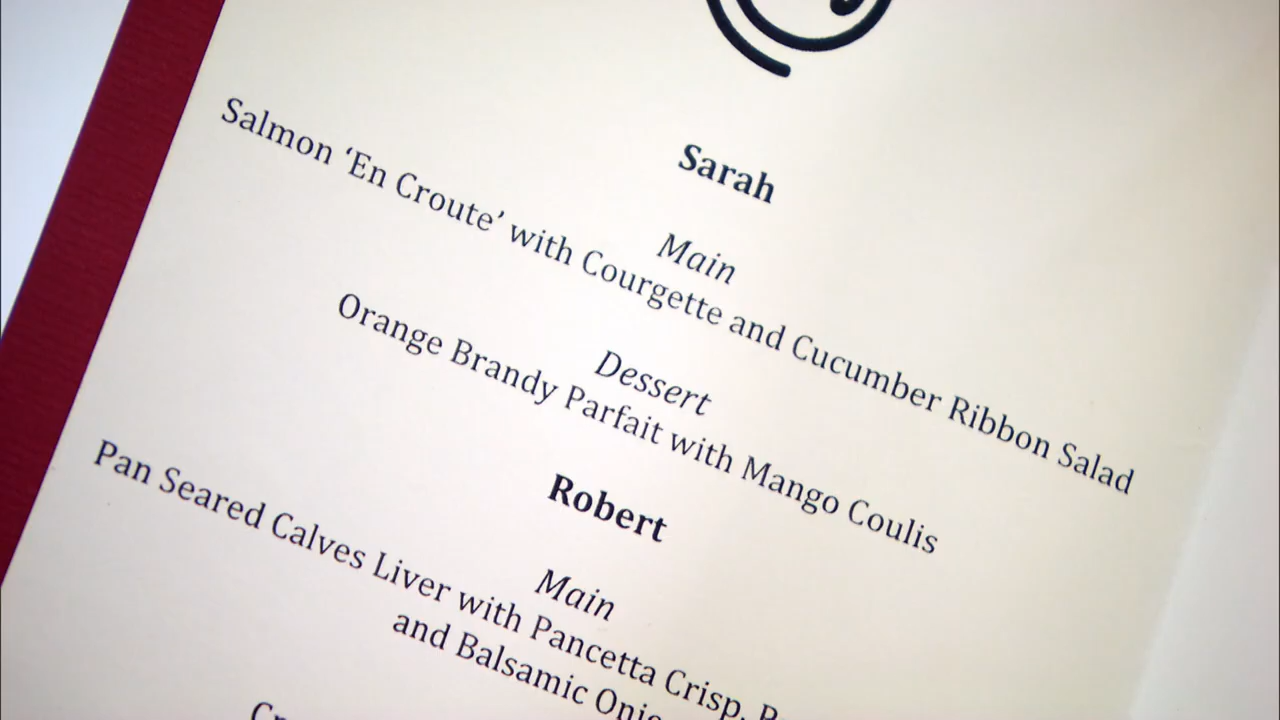 Sarah
Main
Salmon ‘En Croute’ with Courgette and Cucumber Ribbon Salad
Dessert
Orange Brandy Parfait with Mango Coulis
Robert
Main
Pan Seared Calves Liver with Pancetta Crisp,
and Balsamic